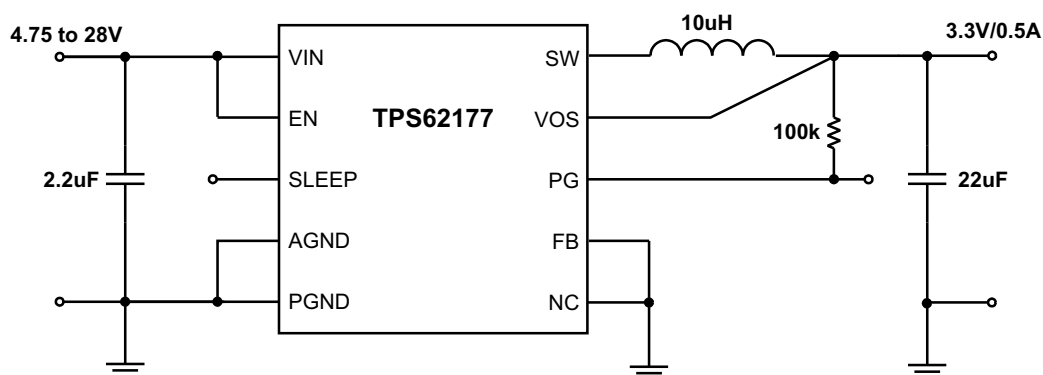 4.75 to 28V
10uH
3.3V/0.5A
VIN
SW
EN
TPS62177
VOS
100k
2.2uF
SLEEP
PG
22uF
AGND
FB
PGND
NC